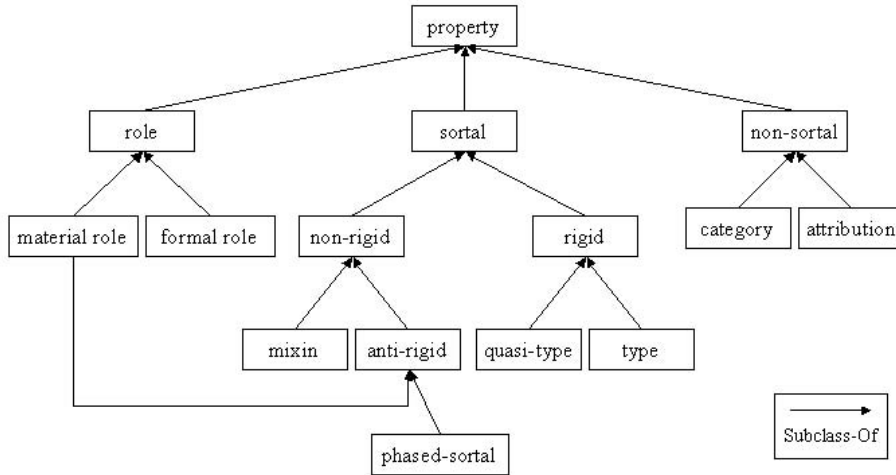 property
role
sortal
non-sortal
material role
formal role
non-rigid
rigid
category
attribution
mixin
anti-rigid
quasi-type
type
phased-sortal
Subclass-Of